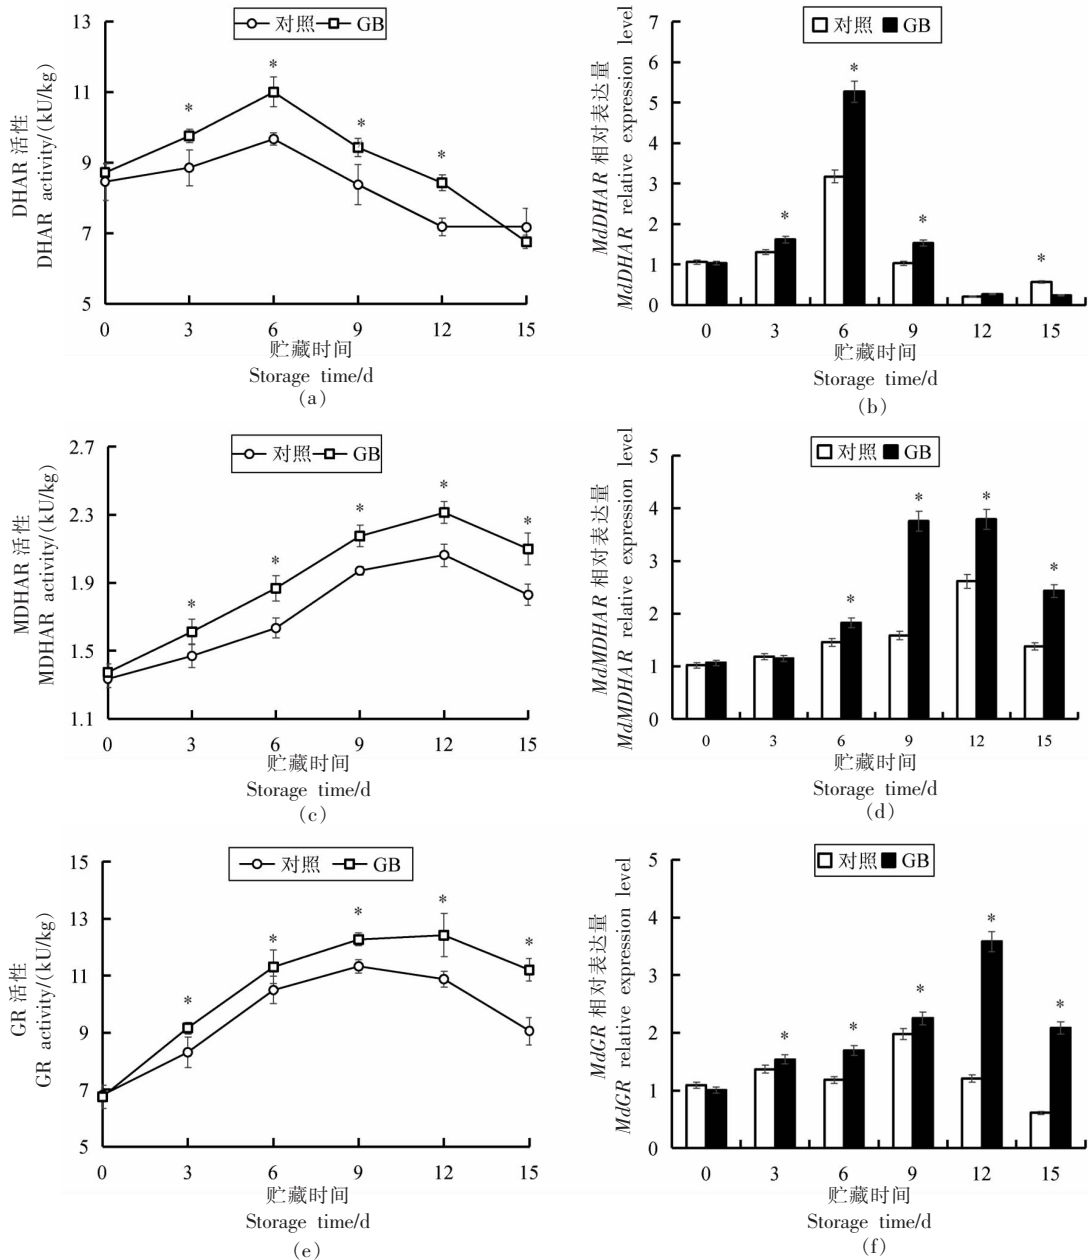 对照 GB
DHAR 活性
DHAR activity/(kU/kg)
13
11
9
7
5
*
*
*
*
0 3 6 9 12 15
贮藏时间
Storage time/d
(a)
对照 GB
MdDHAR 相对表达量
MdDHAR relative expression level
7
6
5
4
3
2
1
0
*
*
*
*
0 3 6 9 12 15
贮藏时间
Storage time/d
(b)
对照 GB
MDHAR 活性
MDHAR activity/(kU/kg)
2.7
2.3
1.9
1.5
1.1
*
*
*
*
*
0 3 6 9 12 15
贮藏时间
Storage time/d
(c)
对照 GB
MdMDHAR 相对表达量
MdMDHAR relative expression level
5
4
3
2
1
0
*
*
*
*
0 3 6 9 12 15
贮藏时间
Storage time/d
(d)
对照 GB
GR 活性
GR activity/(kU/kg)
15
13
11
9
7
5
*
*
*
*
*
0 3 6 9 12 15
贮藏时间
Storage time/d
(e)
对照 GB
MdGR 相对表达量
MdGR relative expression level
5
4
3
2
1
0
*
*
*
*
*
0 3 6 9 12 15
贮藏时间
Storage time/d
(f)